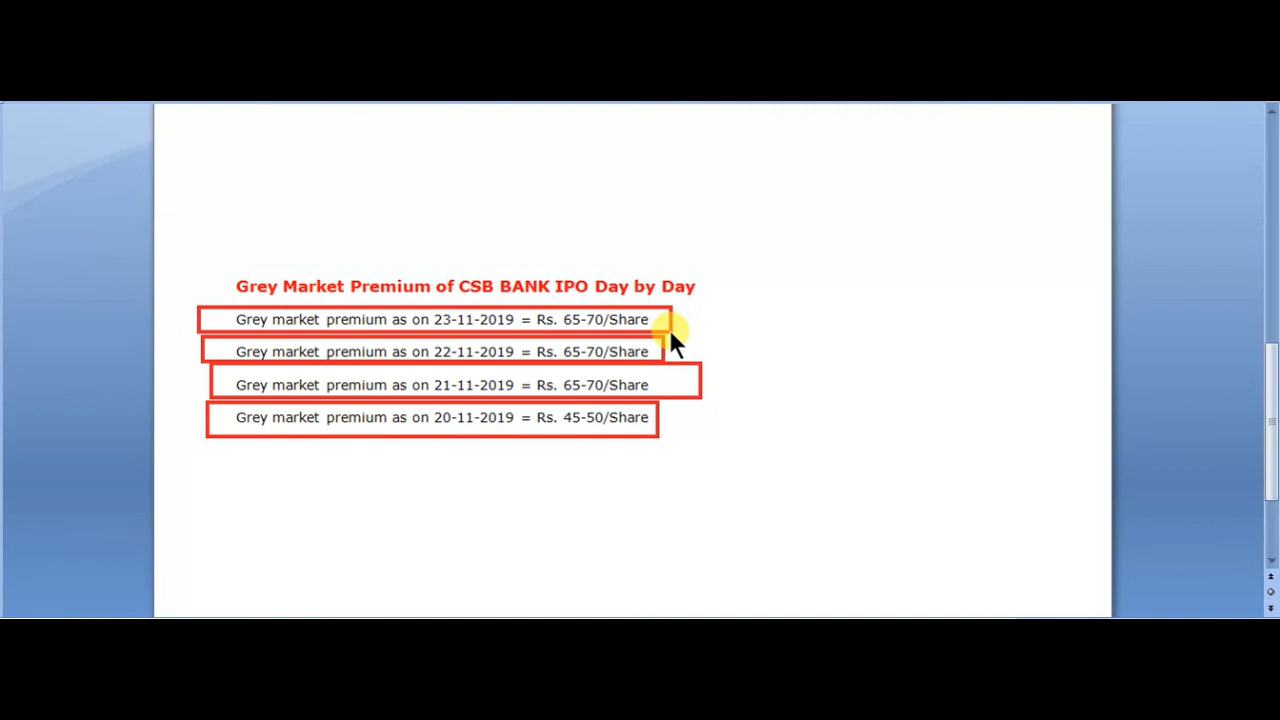 Grey Market Premium of CSB BANK IPO Day by Day
Grey market premium as on 23-11-2019 = Rs. 65-70/Share
Grey market premium as on 22-11-2019 = Rs. 65-70/Share
Grey market premium as on 21-11-2019 = Rs. 65-70/Share
Grey market premium as on 20-11-2019 = Rs. 45-50/Share